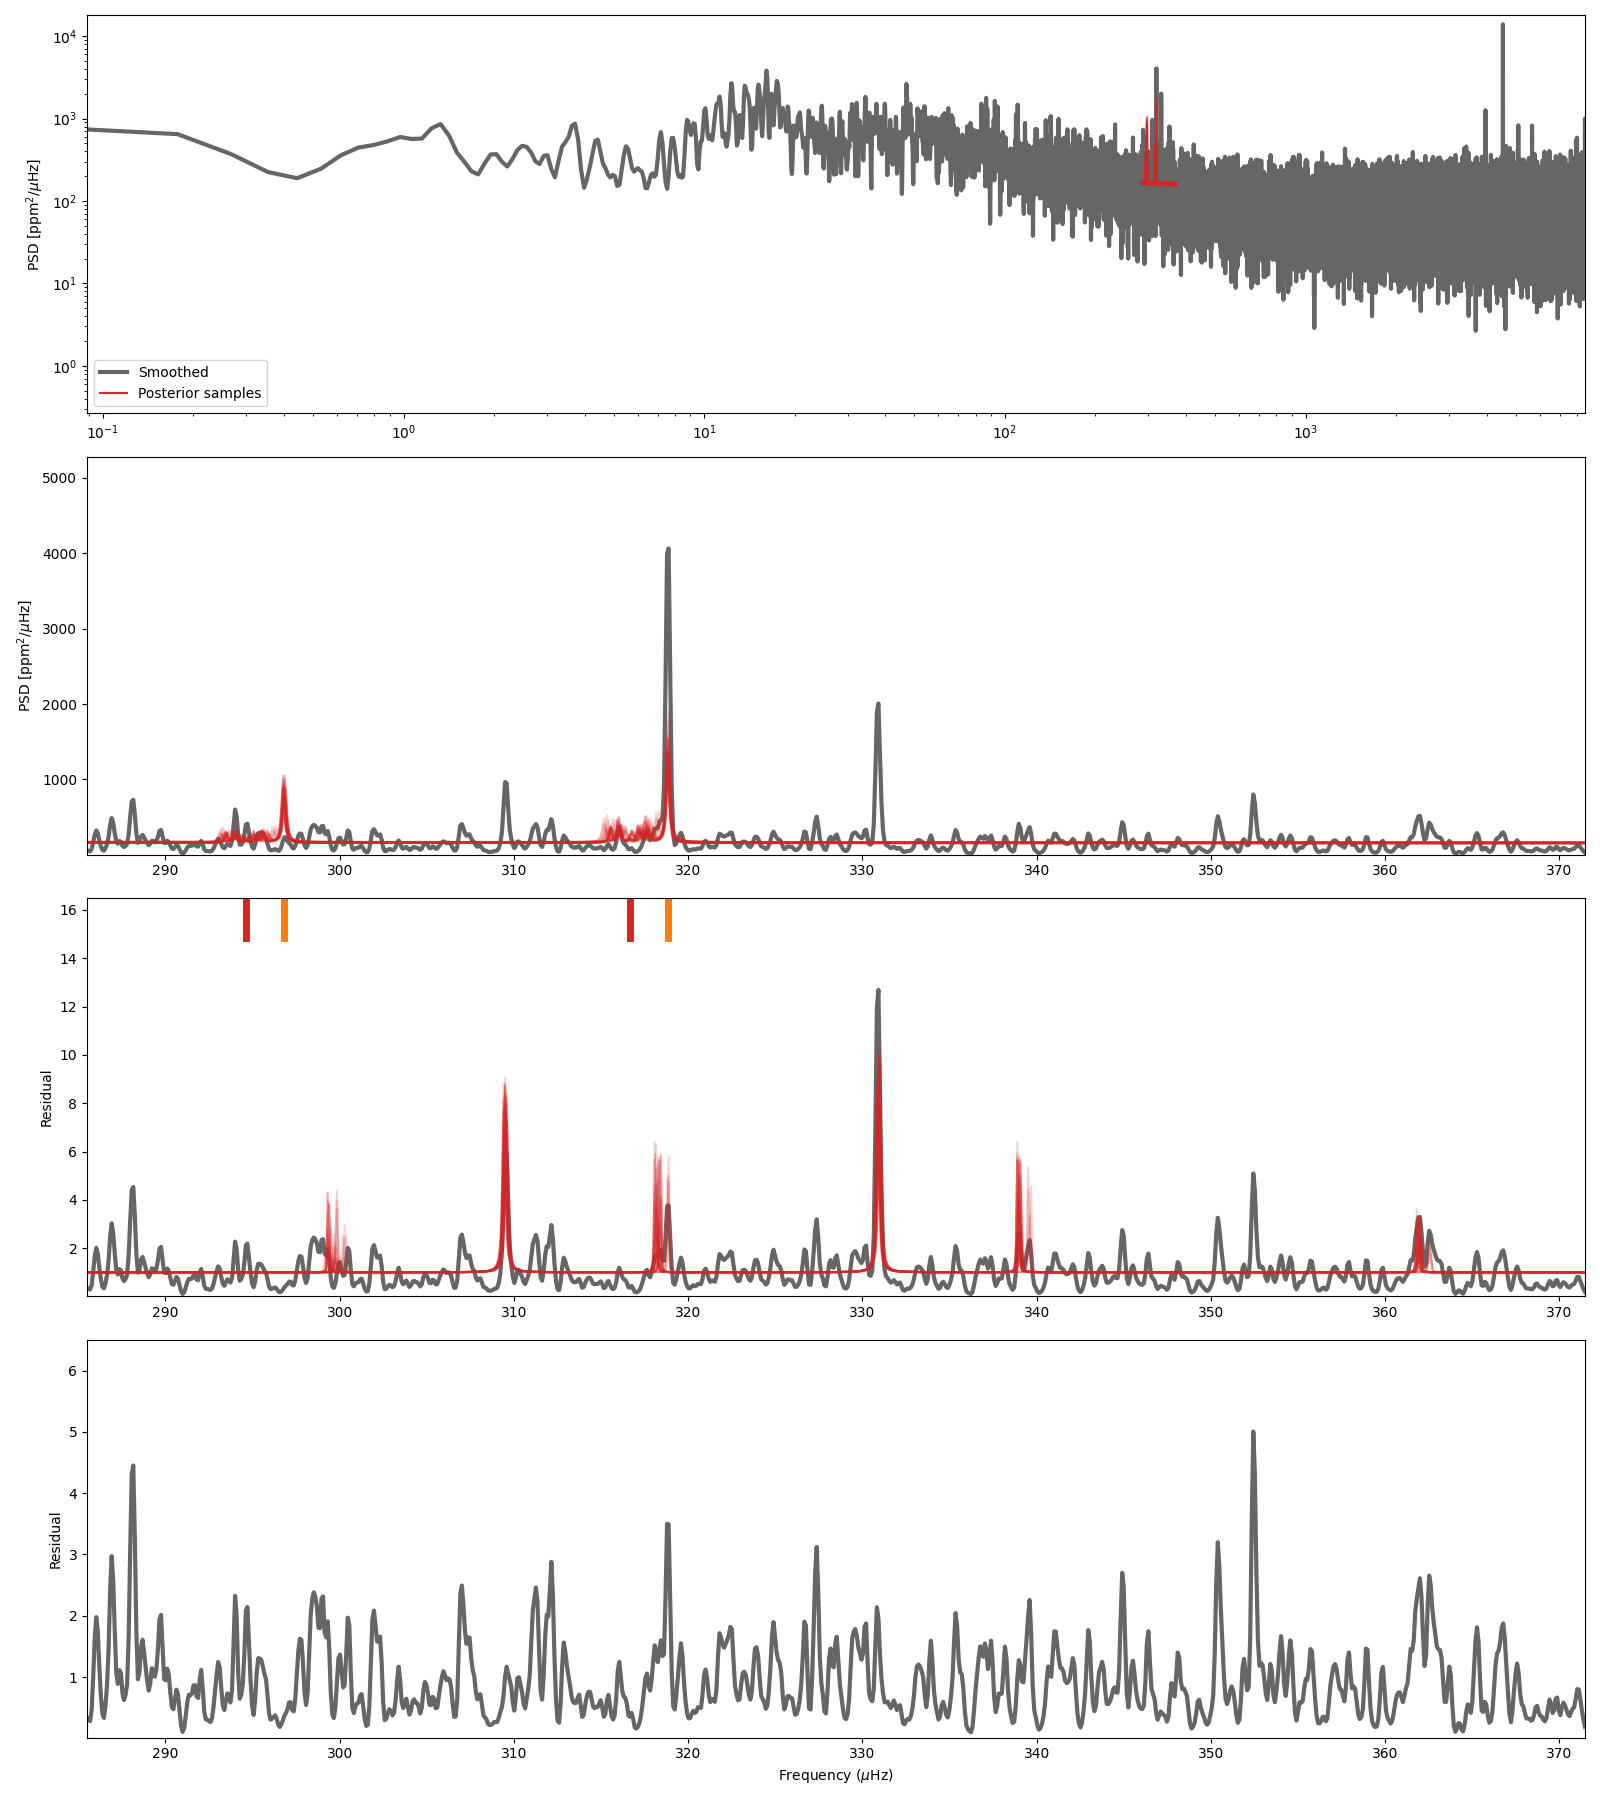 10⁴
10³
10²
10¹
10⁰
PSD [ppm²/μHz]
Smoothed
Posterior samples
10⁻¹ 10⁰ 10¹ 10² 10³
5000
4000
3000
2000
1000
PSD [ppm²/μHz]
290 300 310 320 330 340 350 360 370
16
14
12
10
8
6
4
2
Residual
290 300 310 320 330 340 350 360 370
6
5
4
3
2
1
Residual
290 300 310 320 330 340 350 360 370
Frequency (μHz)